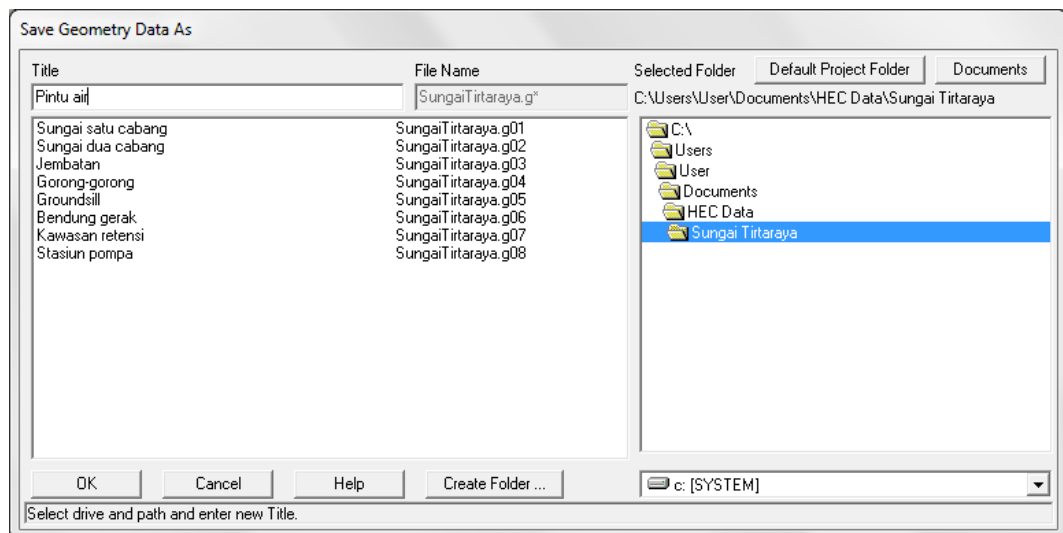 Save Geometry Data As
Title File Name Selected Folder Default Project Folder Documents
Pintu air SungaiTirtaraya.g* C:\Users\User\Documents\HEC Data\Sungai Tirtaraya
Sungai satu cabang SungaiTirtaraya.g01
Sungai dua cabang SungaiTirtaraya.g02
Jembatan SungaiTirtaraya.g03
Gorong-gorong SungaiTirtaraya.g04
Groundsill SungaiTirtaraya.g05
Bendung gerak SungaiTirtaraya.g06
Kawasan retensi SungaiTirtaraya.g07
Stasiun pompa SungaiTirtaraya.g08
C:\
Users
User
Documents
HEC Data
Sungai Tirtaraya
OK Cancel Help Create Folder ... c: [SYSTEM]
Select drive and path and enter new Title.